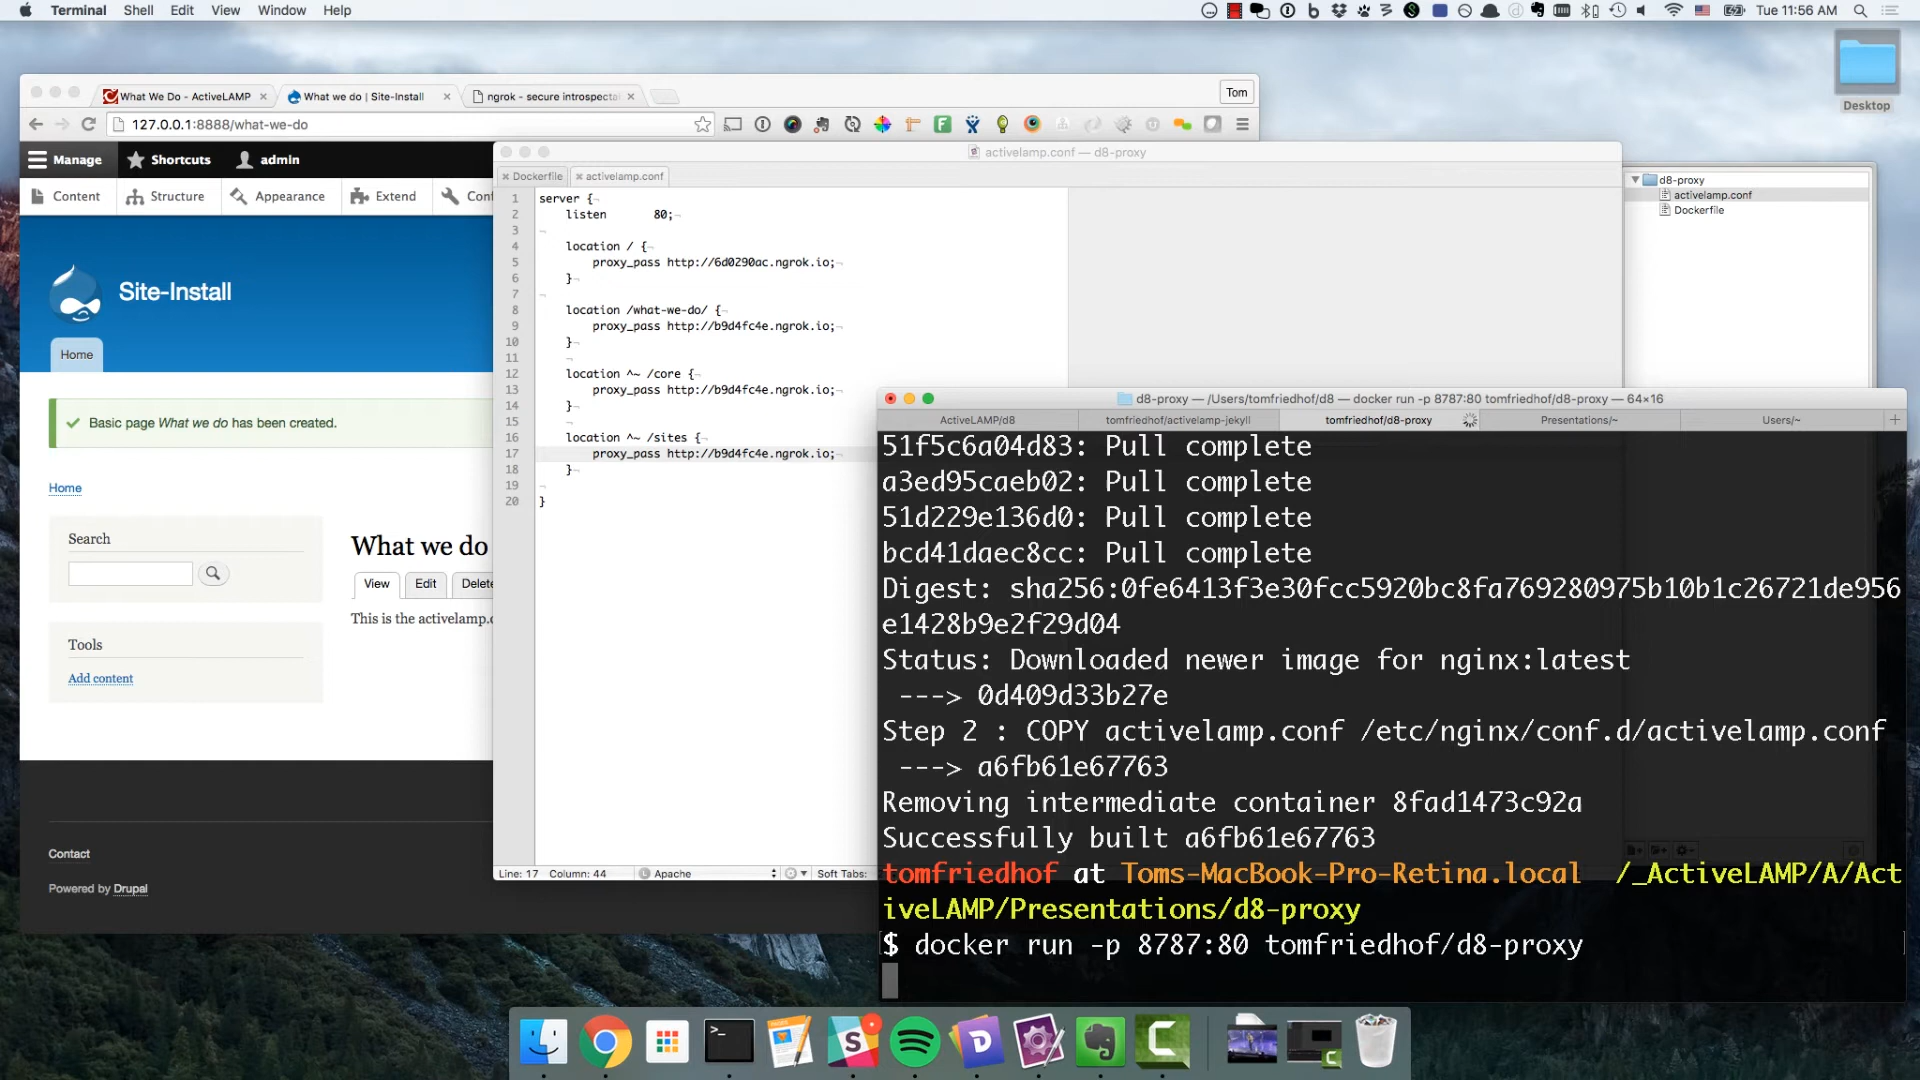 Terminal Shell Edit View Window Help
Tue 11:56 AM
Desktop
What We Do - ActiveLAMP
What we do | Site-Install
ngrok - secure introspecta
Tom
127.0.0.1:8888/what-we-do
Manage Shortcuts admin
Content Structure Appearance Extend Con
Site-Install
Home
Basic page What we do has been created.
Home
Search
What we do
View Edit Delete
This is the activelamp.c
Tools
Add content
Contact
Powered by Drupal
activelamp.conf — d8-proxy
Dockerfile activelamp.conf
1 server {
2 listen 80;
3
4 location / {
5 proxy_pass http://6d0290ac.ngrok.io;
6 }
7
8 location /what-we-do/ {
9 proxy_pass http://b9d4fc4e.ngrok.io;
10 }
11
12 location ^~ /core {
13 proxy_pass http://b9d4fc4e.ngrok.io;
14 }
15
16 location ^~ /sites {
17 proxy_pass http://b9d4fc4e.ngrok.io;
18 }
19
20 }
Line: 17 Column: 44 Apache Soft Tabs:
d8-proxy
activelamp.conf
Dockerfile
d8-proxy — /Users/tomfriedhof/d8 — docker run -p 8787:80 tomfriedhof/d8-proxy — 64×16
ActiveLAMP/d8 tomfriedhof/activelamp-jekyll tomfriedhof/d8-proxy Presentations/~ Users/~
51f5c6a04d83: Pull complete
a3ed95caeb02: Pull complete
51d229e136d0: Pull complete
bcd41daec8cc: Pull complete
Digest: sha256:0fe6413f3e30fcc5920bc8fa769280975b10b1c26721de956
e1428b9e2f29d04
Status: Downloaded newer image for nginx:latest
---> 0d409d33b27e
Step 2 : COPY activelamp.conf /etc/nginx/conf.d/activelamp.conf
---> a6fb61e67763
Removing intermediate container 8fad1473c92a
Successfully built a6fb61e67763
tomfriedhof at Toms-MacBook-Pro-Retina.local /_ActiveLAMP/A/Act
iveLAMP/Presentations/d8-proxy
$ docker run -p 8787:80 tomfriedhof/d8-proxy